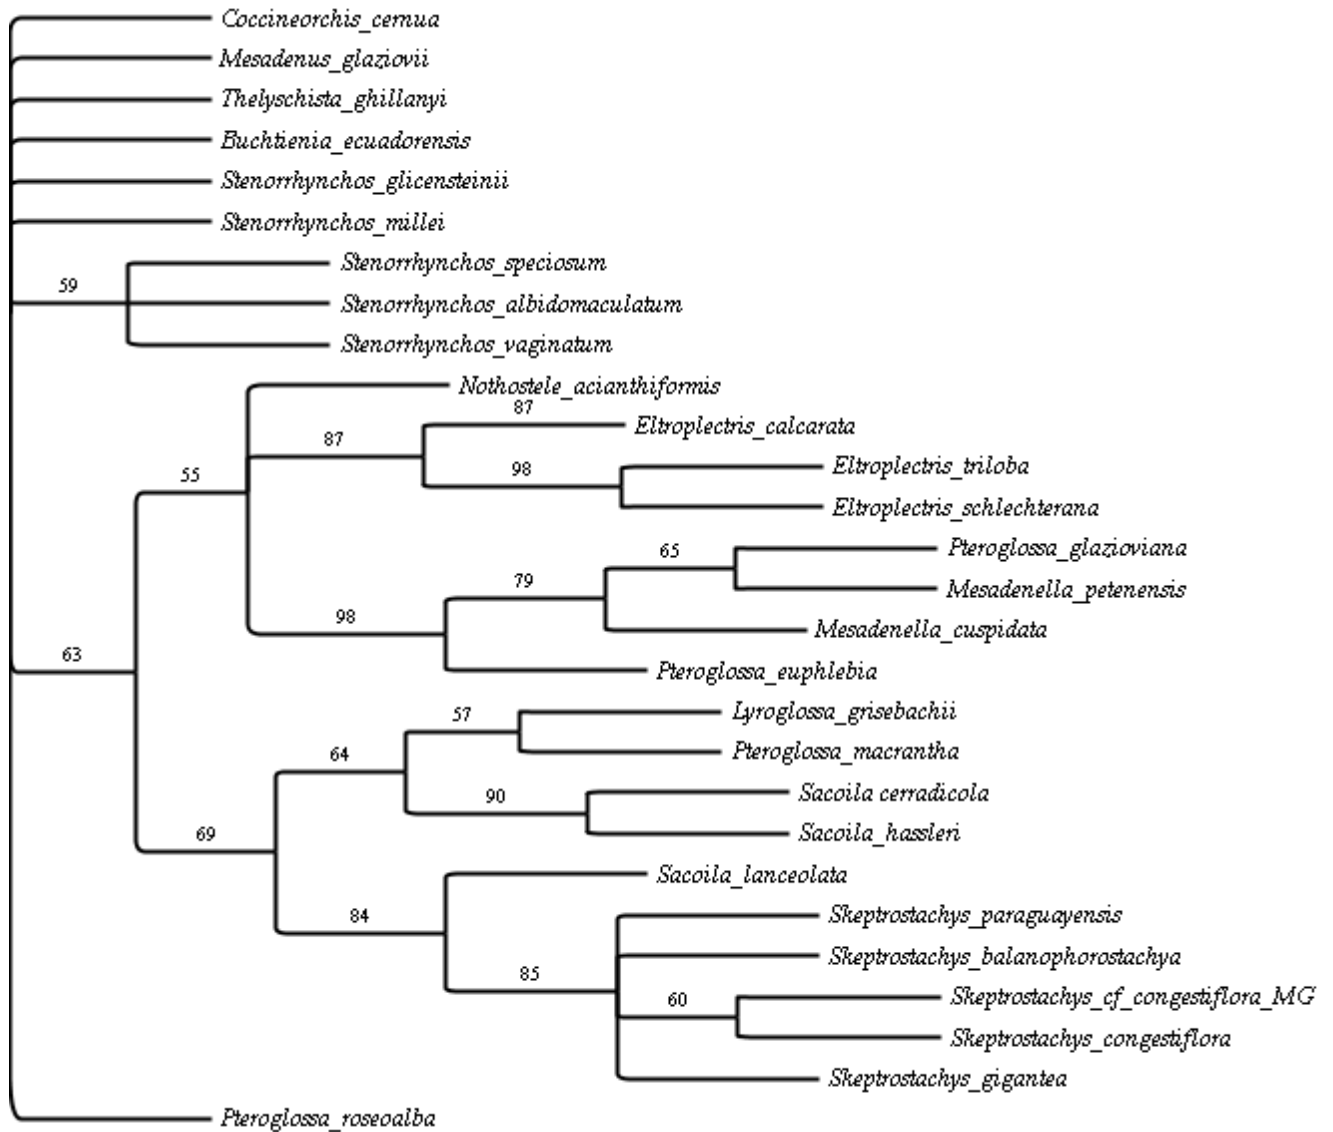 Coccineorchis_cernua
Mesadenus_glaziovii
Thelyschista_ghillanyi
Buchtienia_ecuadorensis
Stenorrhynchos_glicensteinii
Stenorrhynchos_millei
Stenorrhynchos_speciosum
59
Stenorrhynchos_albidomaculatum
Stenorrhynchos_vaginatum
Nothostele_acianthiformis
87
Eltroplectris_calcarata
87
98
Eltroplectris_triloba
55
Eltroplectris_schlechterana
Pteroglossa_glazioviana
65
Mesadenella_petenensis
79
98
Mesadenella_cuspidata
63
Pteroglossa_euphlebia
Lyroglossa_grisebachii
57
Pteroglossa_macrantha
64
Sacoila cerradicola
90
Sacoila_hassleri
69
Sacoila_lanceolata
84
Skeptrostachys_paraguayensis
Skeptrostachys_balanophorostachya
85
Skeptrostachys_cf_congestiflora_MG
60
Skeptrostachys_congestiflora
Skeptrostachys_gigantea
Pteroglossa_roseoalba